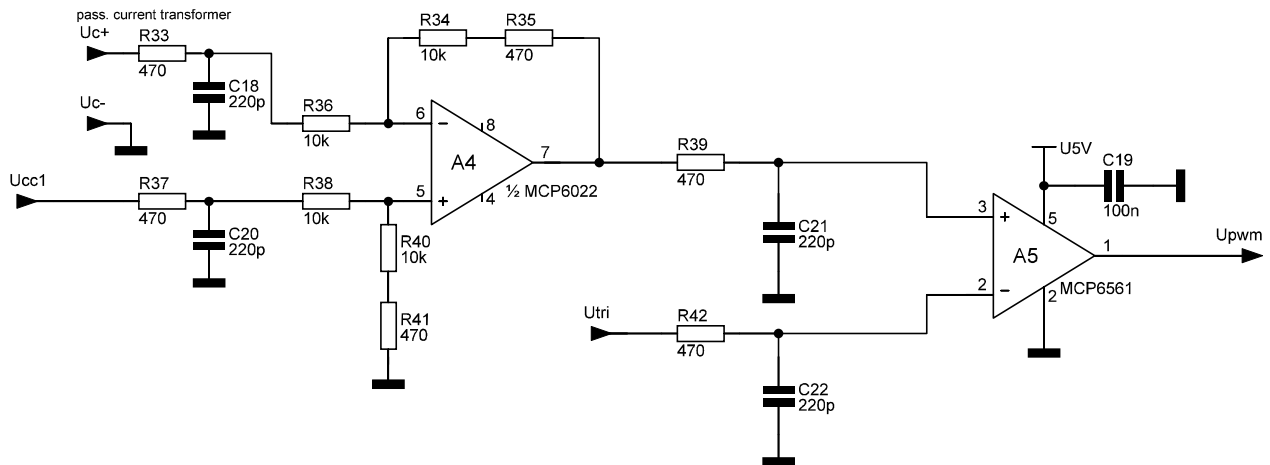 pass. current transformer
Uc+
R33
470
C18
220p
Uc-
R34
10k
R35
470
R36
10k
6
−
8
A4
7
½ MCP6022
5
+
4
Ucc1
R37
470
C20
220p
R38
10k
R40
10k
R41
470
R39
470
C21
220p
U5V
C19
100n
3
+
5
A5
1
Upwm
2
−
2
MCP6561
Utri
R42
470
C22
220p